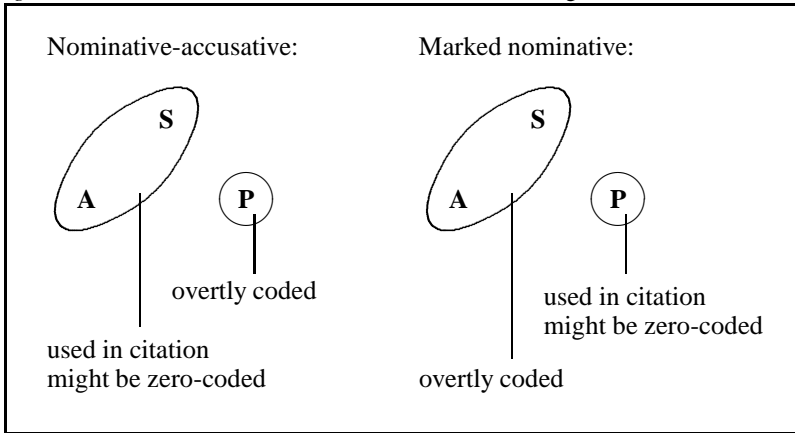 Nominative-accusative:
S
A
P
overtly coded
used in citation
might be zero-coded
Marked nominative:
S
A
P
used in citation
might be zero-coded
overtly coded